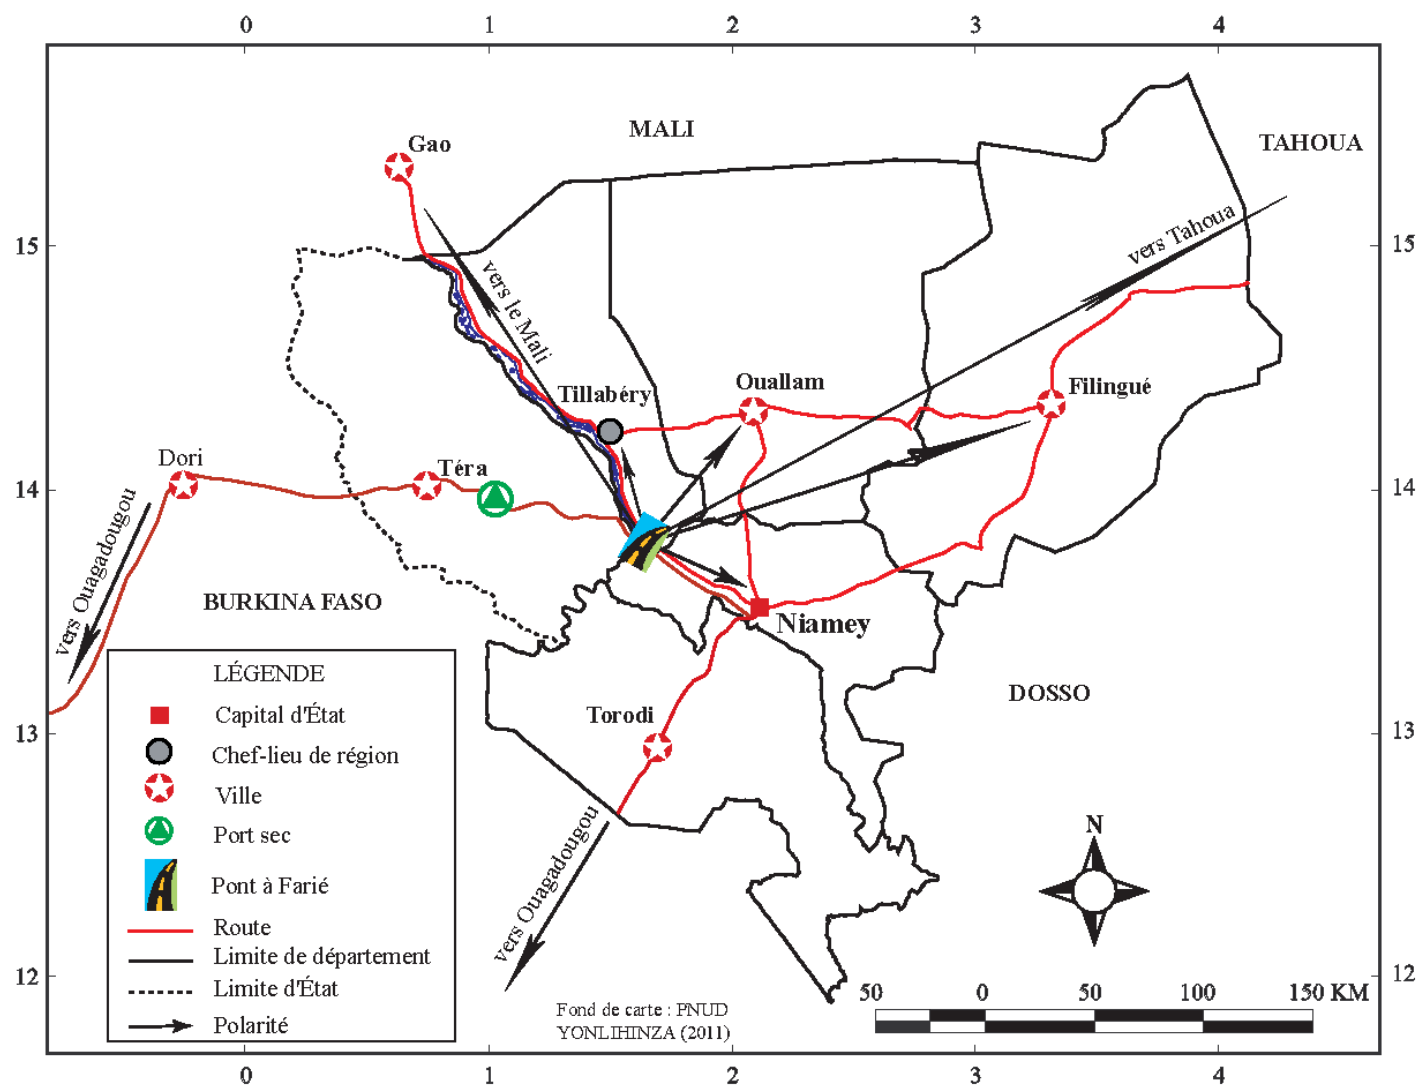 0 1 2 3 4
MALI
Gao
TAHOUA
vers Tahoua
15 15
vers le Mali
Tillabéry
Ouallam
Filingué
Dori
Téra
14 14
vers Ouagadougou
BURKINA FASO
Niamey
LÉGENDE
Capital d'État
Chef-lieu de région
Ville
Port sec
Pont à Farié
Route
Limite de département
Limite d'État
Polarité
DOSSO
Torodi
13 13
vers Ouagadougou
N
12 12
50 0 50 100 150 KM
Fond de carte : PNUD
YONLIHINZA (2011)
0 1 2 3 4